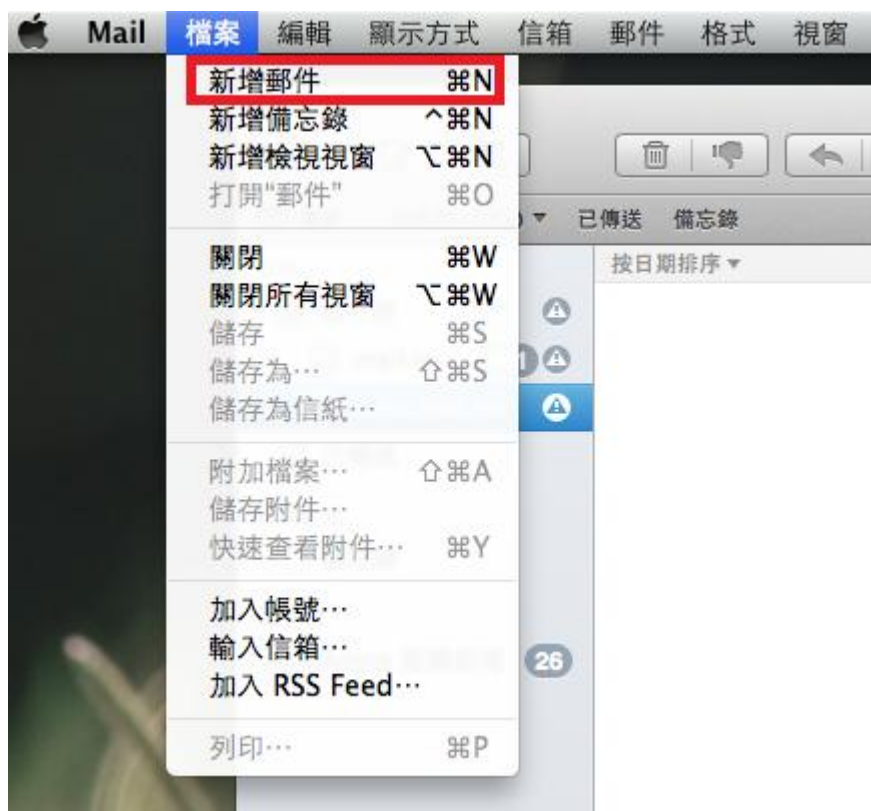 Mail 檔案 編輯 顯示方式 信箱 郵件 格式 視窗
新增郵件 ⌘N
新增備忘錄 ^⌘N
新增檢視視窗 ⌥⌘N
打開“郵件” ⌘O
已傳送 備忘錄
關閉 ⌘W
按日期排序
關閉所有視窗 ⌥⌘W
儲存 ⌘S
儲存為… ⇧⌘S
儲存為信紙…
附加檔案… ⇧⌘A
儲存附件…
快速查看附件… ⌘Y
加入帳號…
輸入信箱…
26
加入 RSS Feed…
列印… ⌘P